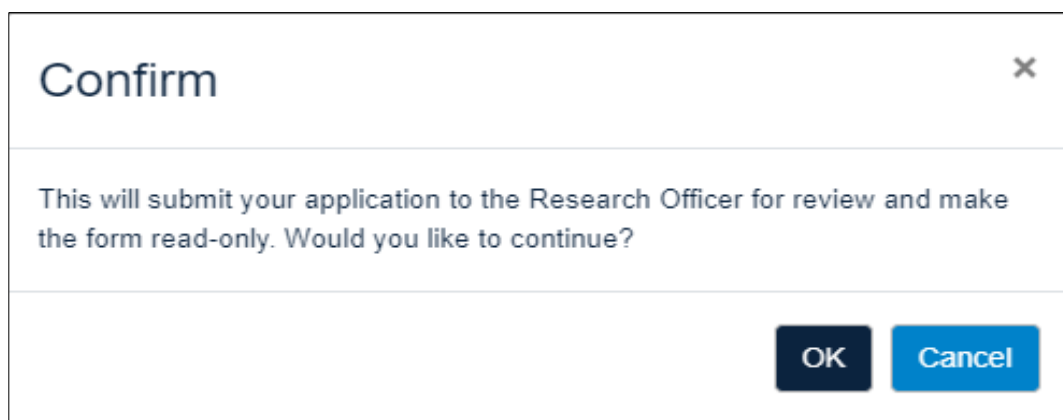 Confirm
×
This will submit your application to the Research Officer for review and make
the form read-only. Would you like to continue?
OK
Cancel